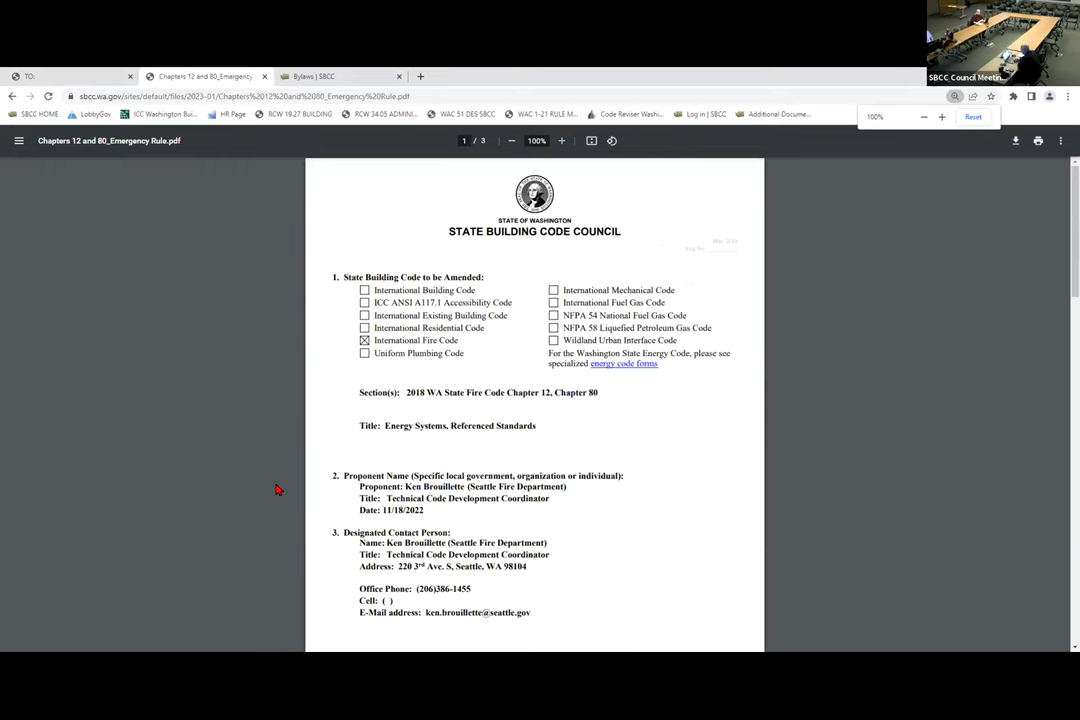 SBCC Council Meetin...
TO:
Chapters 12 and 80_Emergency
Bylaws | SBCC
sbcc.wa.gov/sites/default/files/2023-01/Chapters%2012%20and%2080_Emergency%20Rule.pdf
SBCC HOME
LobbyGov
ICC Washington Bui...
HR Page
RCW 19.27 BUILDING
RCW 34.05 ADMINI...
WAC 51 DES SBCC
WAC 1-21 RULE M...
Code Reviser Washi...
Log in | SBCC
Additional Docume...
100%
Reset
Chapters 12 and 80_Emergency Rule.pdf
1 / 3
100%
STATE OF WASHINGTON
STATE BUILDING CODE COUNCIL
May 2018
Log No.
1. State Building Code to be Amended:
International Building Code
ICC ANSI A117.1 Accessibility Code
International Existing Building Code
International Residential Code
International Fire Code
Uniform Plumbing Code
International Mechanical Code
International Fuel Gas Code
NFPA 54 National Fuel Gas Code
NFPA 58 Liquefied Petroleum Gas Code
Wildland Urban Interface Code
For the Washington State Energy Code, please see
specialized energy code forms
Section(s): 2018 WA State Fire Code Chapter 12, Chapter 80
Title: Energy Systems, Referenced Standards
2. Proponent Name (Specific local government, organization or individual):
Proponent: Ken Brouillette (Seattle Fire Department)
Title: Technical Code Development Coordinator
Date: 11/18/2022
3. Designated Contact Person:
Name: Ken Brouillette (Seattle Fire Department)
Title: Technical Code Development Coordinator
Address: 220 3rd Ave. S, Seattle, WA 98104
Office Phone: (206)386-1455
Cell: ( )
E-Mail address: ken.brouillette@seattle.gov